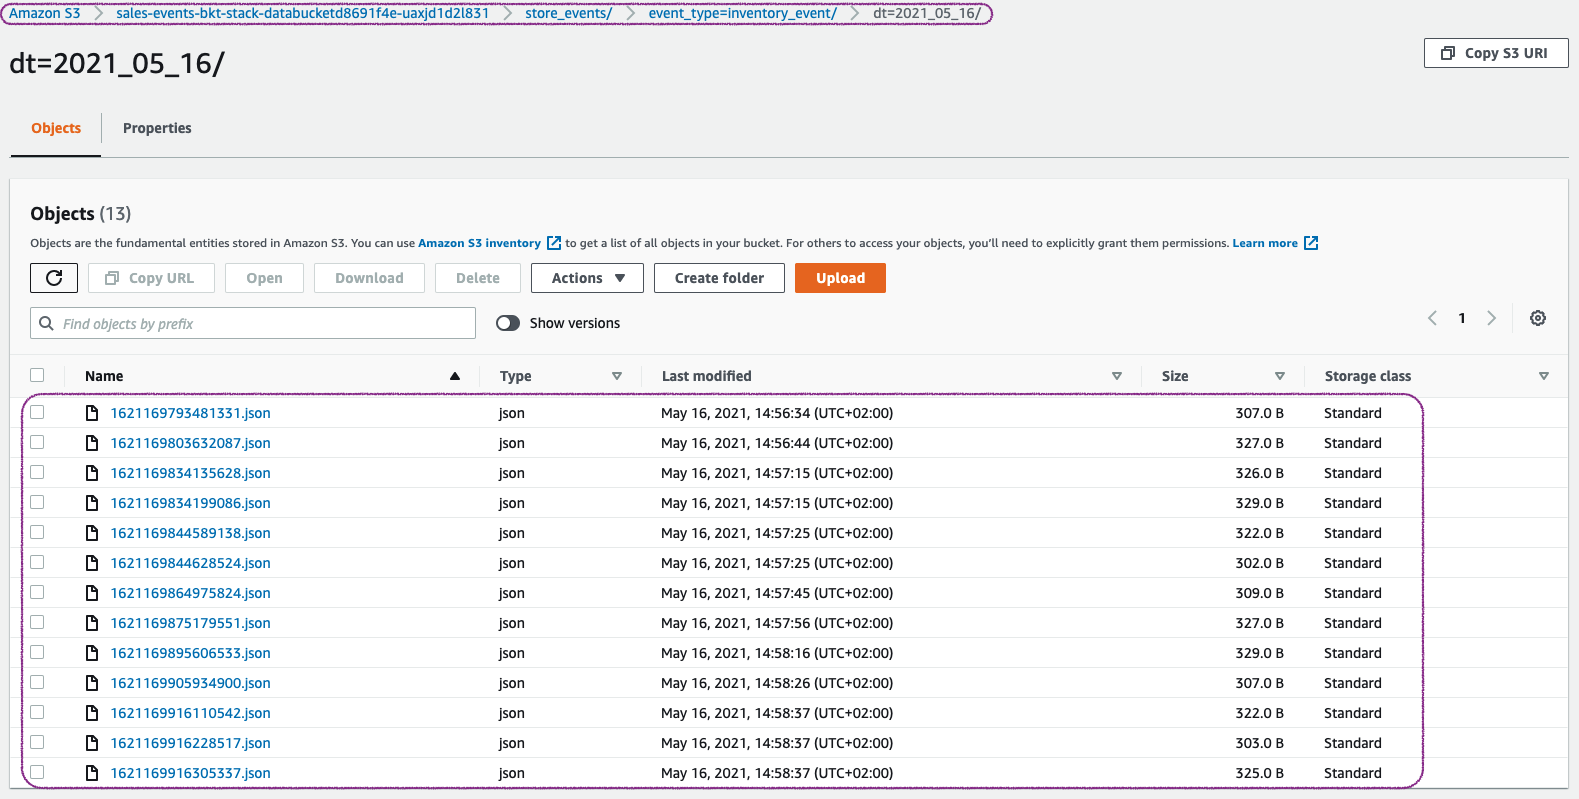 Amazon S3 > sales-events-bkt-stack-databucketd8691f4e-uaxjd1d2l831 > store_events/ > event_type=inventory_event/ > dt=2021_05_16/
dt=2021_05_16/
Copy S3 URI
Objects Properties
Objects (13)
Objects are the fundamental entities stored in Amazon S3. You can use Amazon S3 inventory to get a list of all objects in your bucket. For others to access your objects, you'll need to explicitly grant them permissions. Learn more
Copy URL Open Download Delete Actions Create folder Upload
Find objects by prefix Show versions 1
Name Type Last modified Size Storage class
1621169793481331.json json May 16, 2021, 14:56:34 (UTC+02:00) 307.0 B Standard
1621169803632087.json json May 16, 2021, 14:56:44 (UTC+02:00) 327.0 B Standard
1621169834135628.json json May 16, 2021, 14:57:15 (UTC+02:00) 326.0 B Standard
1621169834199086.json json May 16, 2021, 14:57:15 (UTC+02:00) 329.0 B Standard
1621169844589138.json json May 16, 2021, 14:57:25 (UTC+02:00) 322.0 B Standard
1621169844628524.json json May 16, 2021, 14:57:25 (UTC+02:00) 302.0 B Standard
1621169864975824.json json May 16, 2021, 14:57:45 (UTC+02:00) 309.0 B Standard
1621169875179551.json json May 16, 2021, 14:57:56 (UTC+02:00) 327.0 B Standard
1621169895606533.json json May 16, 2021, 14:58:16 (UTC+02:00) 329.0 B Standard
1621169905934900.json json May 16, 2021, 14:58:26 (UTC+02:00) 307.0 B Standard
1621169916110542.json json May 16, 2021, 14:58:37 (UTC+02:00) 322.0 B Standard
1621169916228517.json json May 16, 2021, 14:58:37 (UTC+02:00) 303.0 B Standard
1621169916305337.json json May 16, 2021, 14:58:37 (UTC+02:00) 325.0 B Standard